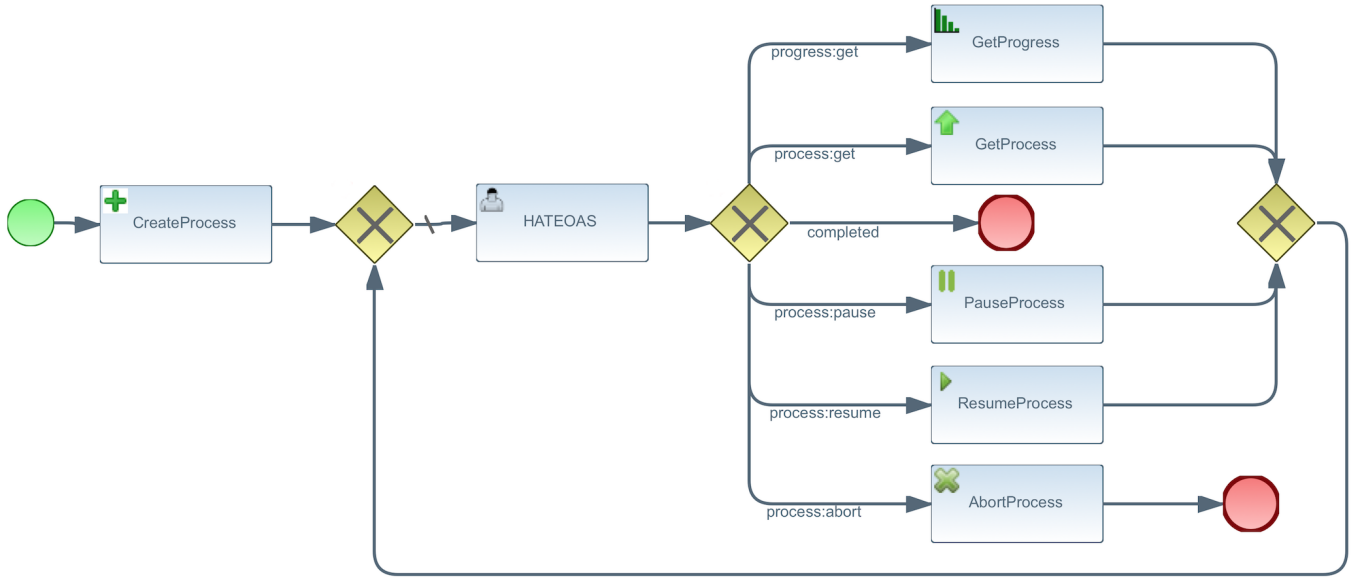 progress:get
GetProgress
process:get
GetProcess
CreateProcess
HATEOAS
completed
process:pause
PauseProcess
process:resume
ResumeProcess
process:abort
AbortProcess